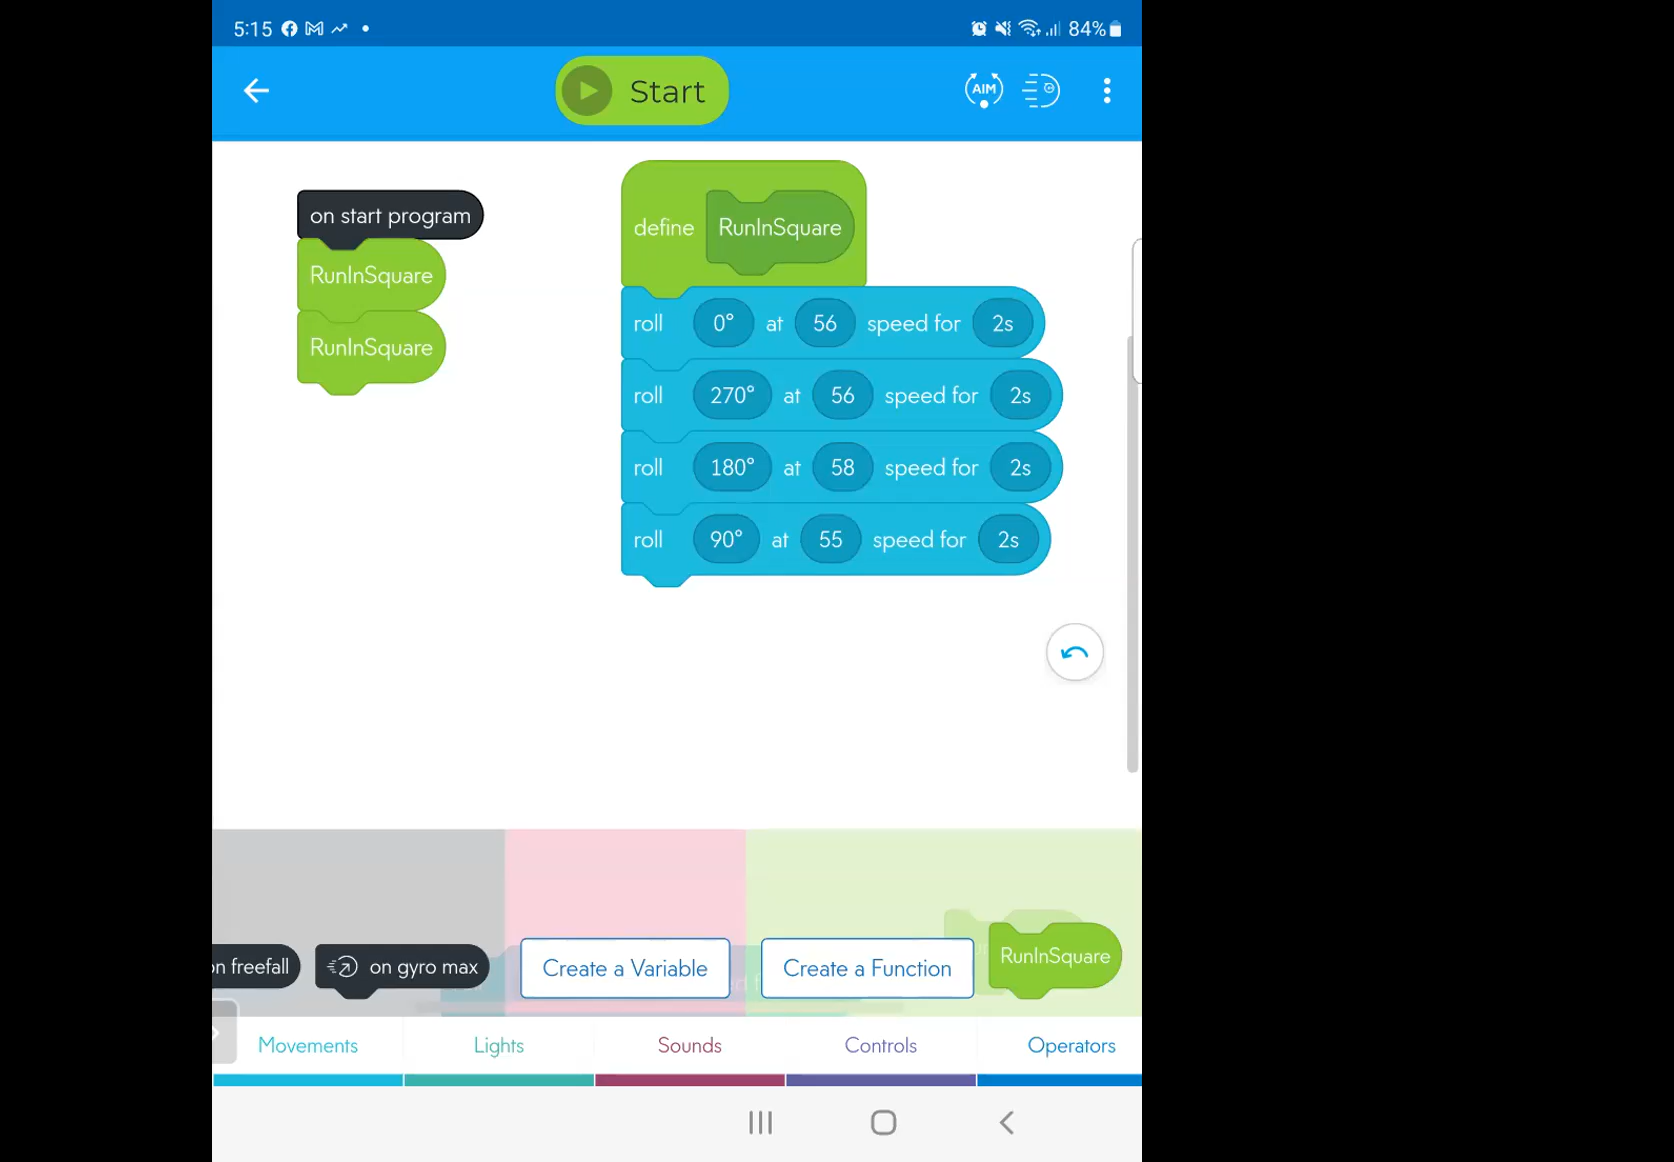 5:15
84%
Start
AIM
on start program
RunInSquare
RunInSquare
define RunInSquare
roll 0° at 56 speed for 2s
roll 270° at 56 speed for 2s
roll 180° at 58 speed for 2s
roll 90° at 55 speed for 2s
on freefall
on gyro max
Create a Variable
Create a Function
RunInSquare
Movements
Lights
Sounds
Controls
Operators